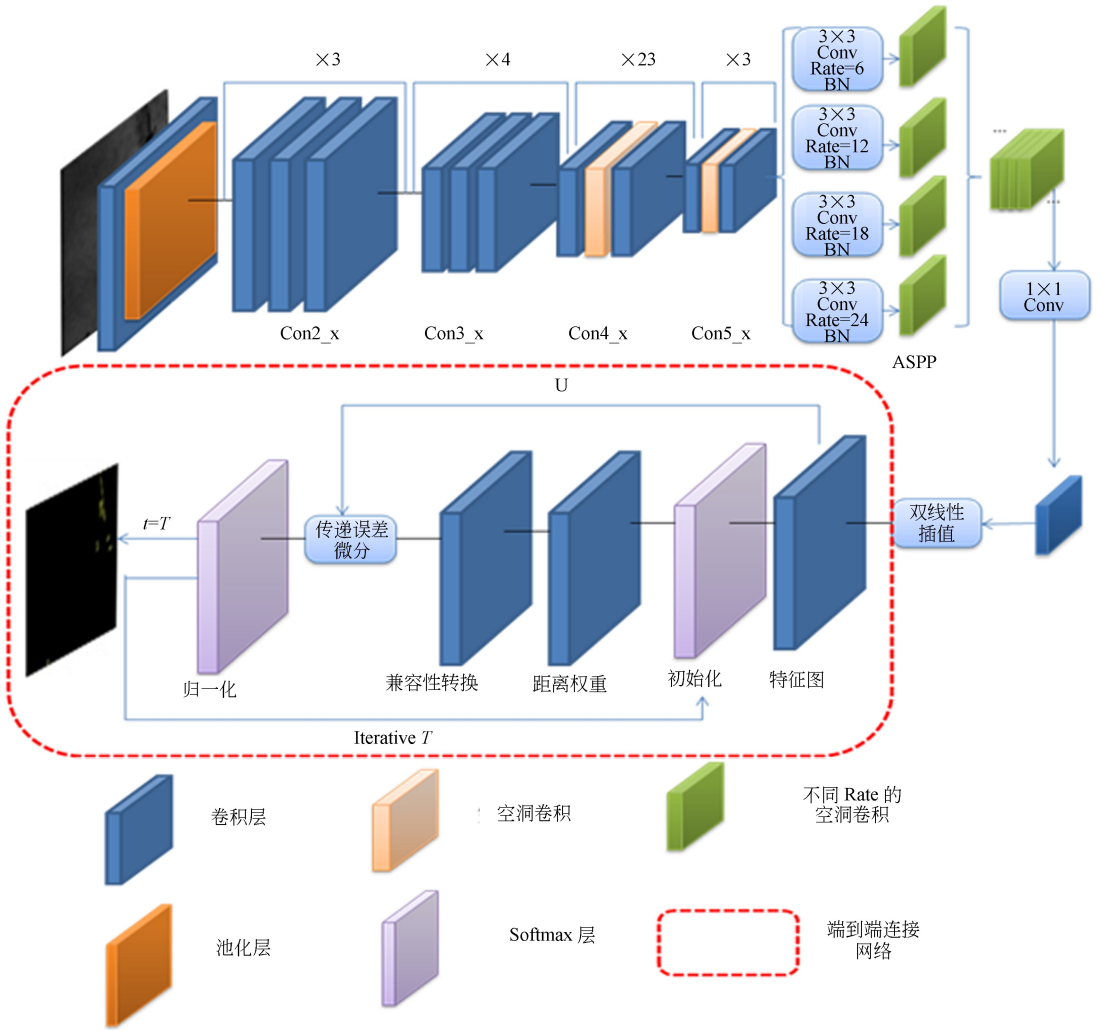 ×3
×4
×23
×3
3×3
Conv
Rate=6
BN
3×3
Conv
Rate=12
BN
3×3
Conv
Rate=18
BN
3×3
Conv
Rate=24
BN
...
...
1×1
Conv
Con2_x
Con3_x
Con4_x
Con5_x
ASPP
U
t=T
传递误差
微分
双线性
插值
归一化
兼容性转换
距离权重
初始化
特征图
Iterative T
卷积层
空洞卷积
不同 Rate 的
空洞卷积
池化层
Softmax 层
端到端连接
网络